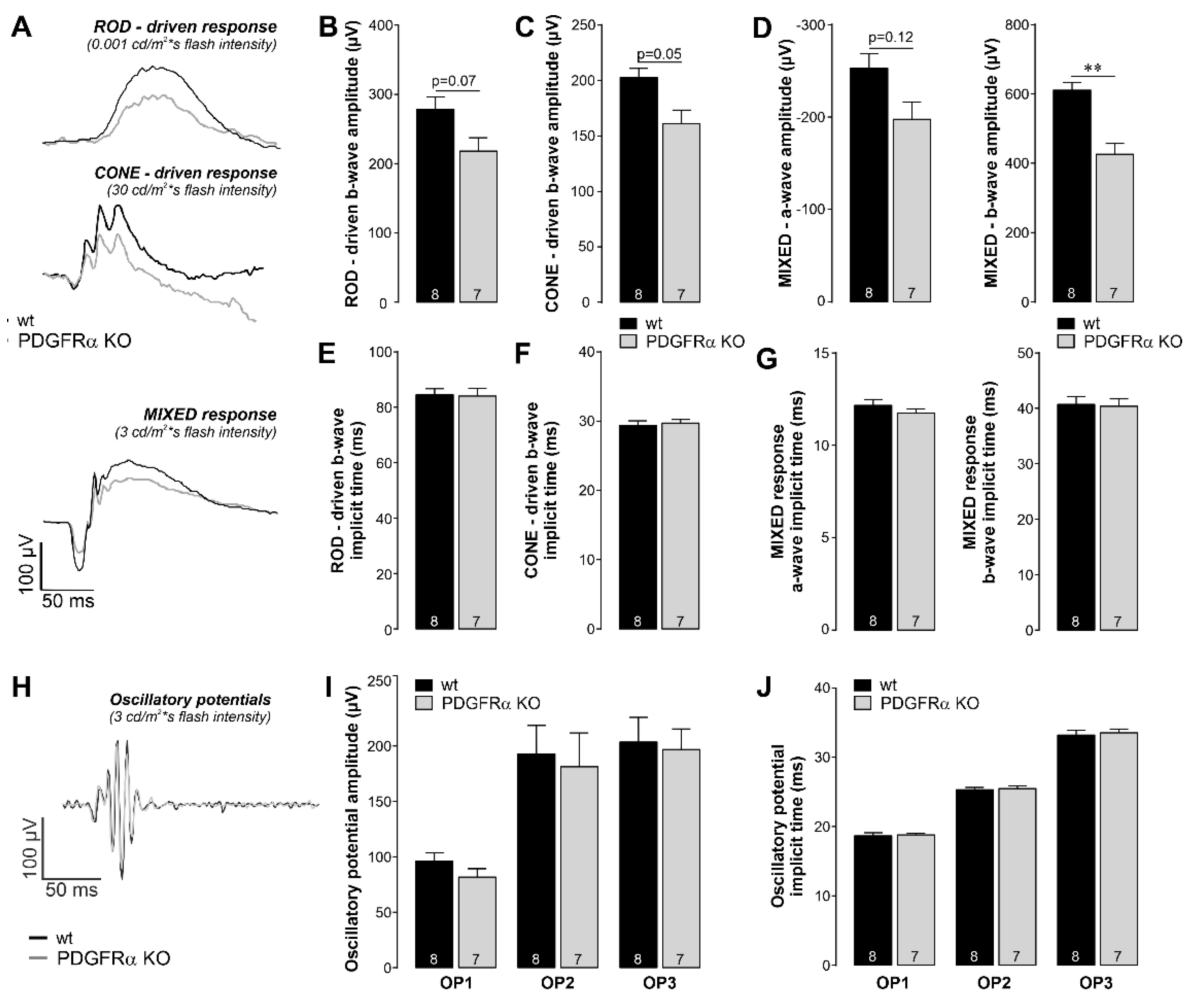 A
ROD - driven response
(0.001 cd/m²*s flash intensity)
CONE - driven response
(30 cd/m²*s flash intensity)
wt
PDGFRα KO
MIXED response
(3 cd/m²*s flash intensity)
100 µV
50 ms
B
ROD - driven b-wave amplitude (µV)
400
300
200
300
0
p=0.07
8
7
C
CONE - driven b-wave amplitude (µV)
250
200
150
100
50
0
p=0.05
8
7
wt
PDGFRα KO
D
MIXED - a-wave amplitude (µV)
-300
-200
-100
-300
p=0.12
8
7
MIXED - b-wave amplitude (µV)
800
600
400
600
800
**
8
7
wt
PDGFRα KO
E
ROD - driven b-wave
implicit time (ms)
100
80
60
0
8
7
F
CONE - driven b-wave
implicit time (ms)
40
30
20
10
0
8
7
G
MIXED response
a-wave implicit time (ms)
15
5
0
8
7
MIXED response
b-wave implicit time (ms)
50
40
30
20
10
0
8
7
H
Oscillatory potentials
(3 cd/m²*s flash intensity)
100 µV
50 ms
wt
PDGFRα KO
I
wt
PDGFRα KO
Oscillatory potential amplitude (µV)
250
200
150
100
50
0
8
7
8
7
8
7
OP1
OP2
OP3
J
wt
PDGFRα KO
Oscillatory potential
implicit time (ms)
40
30
20
10
0
8
7
8
7
8
7
OP1
OP2
OP3